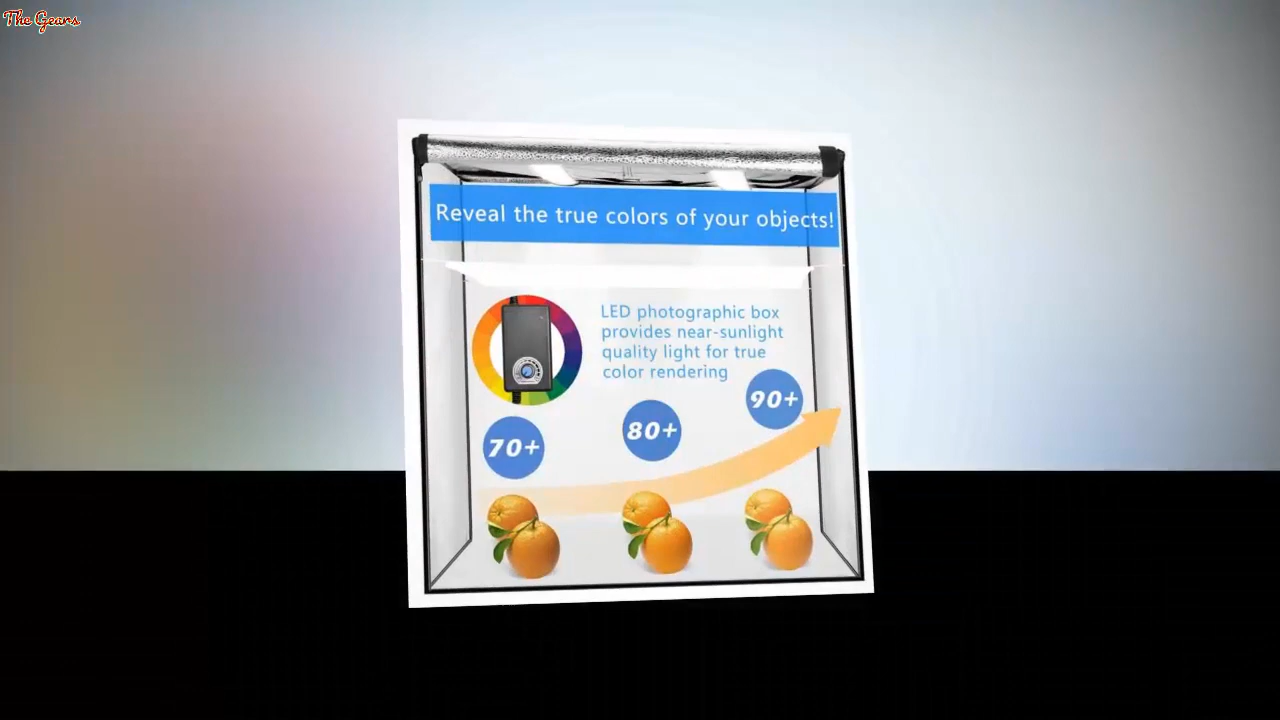 The Gears
Reveal the true colors of your objects!
LED photographic box
provides near-sunlight
quality light for true
color rendering
90+
80+
70+